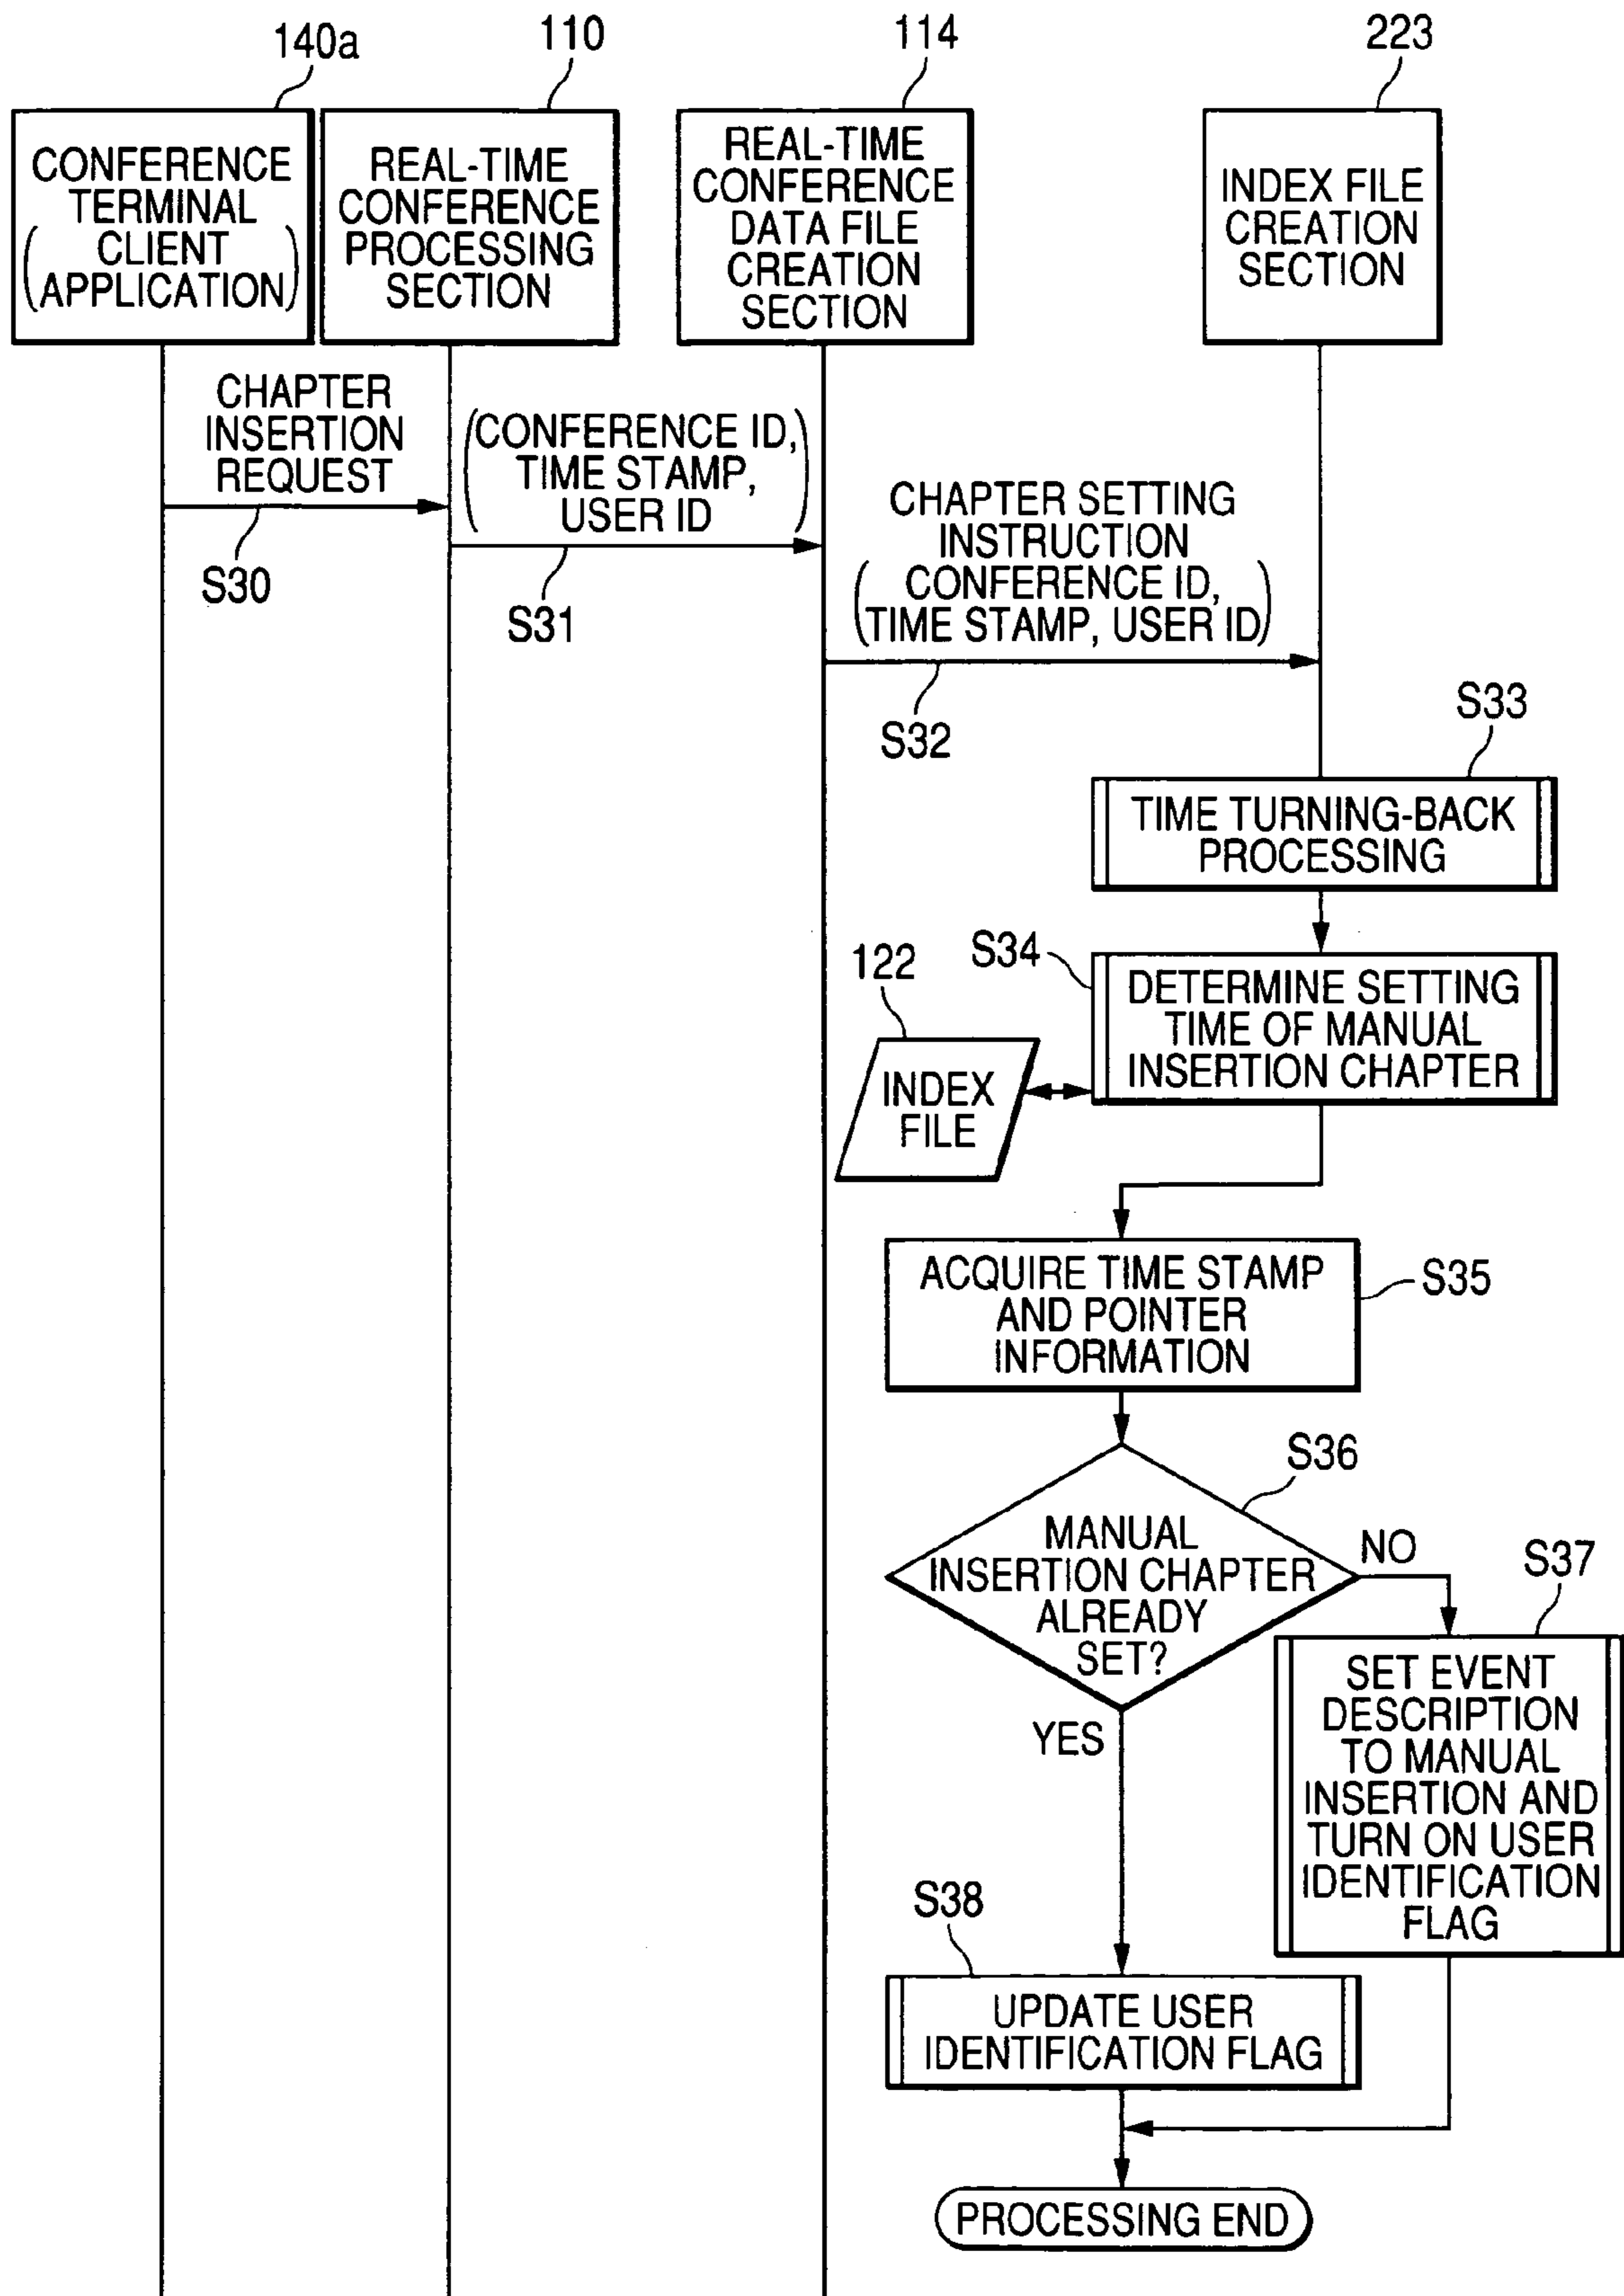 140a
110
114
223
CONFERENCE
TERMINAL
CLIENT
(APPLICATION)
REAL-TIME
CONFERENCE
PROCESSING
SECTION
REAL-TIME
CONFERENCE
DATA FILE
CREATION
SECTION
INDEX FILE
CREATION
SECTION
CHAPTER
INSERTION
REQUEST
S30
(CONFERENCE ID,
TIME STAMP,
USER ID)
S31
CHAPTER SETTING
INSTRUCTION
(CONFERENCE ID,
TIME STAMP, USER ID)
S32
S33
TIME TURNING-BACK
PROCESSING
S34
DETERMINE SETTING
TIME OF MANUAL
INSERTION CHAPTER
122
INDEX
FILE
ACQUIRE TIME STAMP
AND POINTER
INFORMATION
S35
S36
MANUAL
INSERTION CHAPTER
ALREADY
SET?
NO
YES
S37
SET EVENT
DESCRIPTION
TO MANUAL
INSERTION AND
TURN ON USER
IDENTIFICATION
FLAG
S38
UPDATE USER
IDENTIFICATION FLAG
PROCESSING END